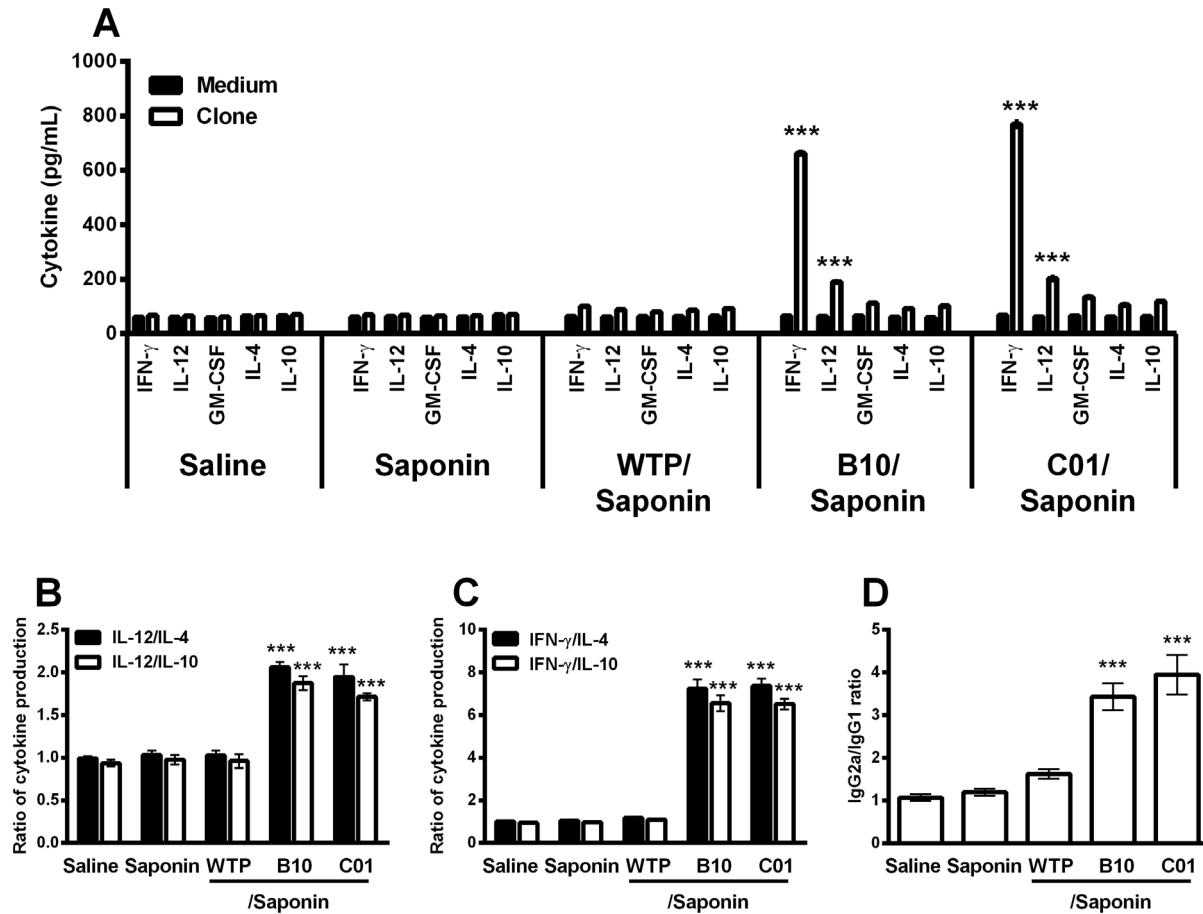 A
Cytokine (pg/mL)
1000
800
600
400
200
0
Medium
Clone
***
***
***
***
IFN-γ
IL-12
GM-CSF
IL-4
IL-10
IFN-γ
IL-12
GM-CSF
IL-4
IL-10
IFN-γ
IL-12
GM-CSF
IL-4
IL-10
IFN-γ
IL-12
GM-CSF
IL-4
IL-10
IFN-γ
IL-12
GM-CSF
IL-4
IL-10
Saline
Saponin
WTP/
Saponin
B10/
Saponin
C01/
Saponin
B
Ratio of cytokine production
2.5
2.0
1.5
1.0
0.5
0.0
IL-12/IL-4
IL-12/IL-10
***
***
***
***
Saline Saponin WTP B10 C01
/Saponin
C
Ratio of cytokine production
10
8
6
4
2
0
IFN-γ/IL-4
IFN-γ/IL-10
***
***
***
***
Saline Saponin WTP B10 C01
/Saponin
D
IgG2a/IgG1 ratio
5
4
3
2
1
0
***
***
Saline Saponin WTP B10 C01
/Saponin